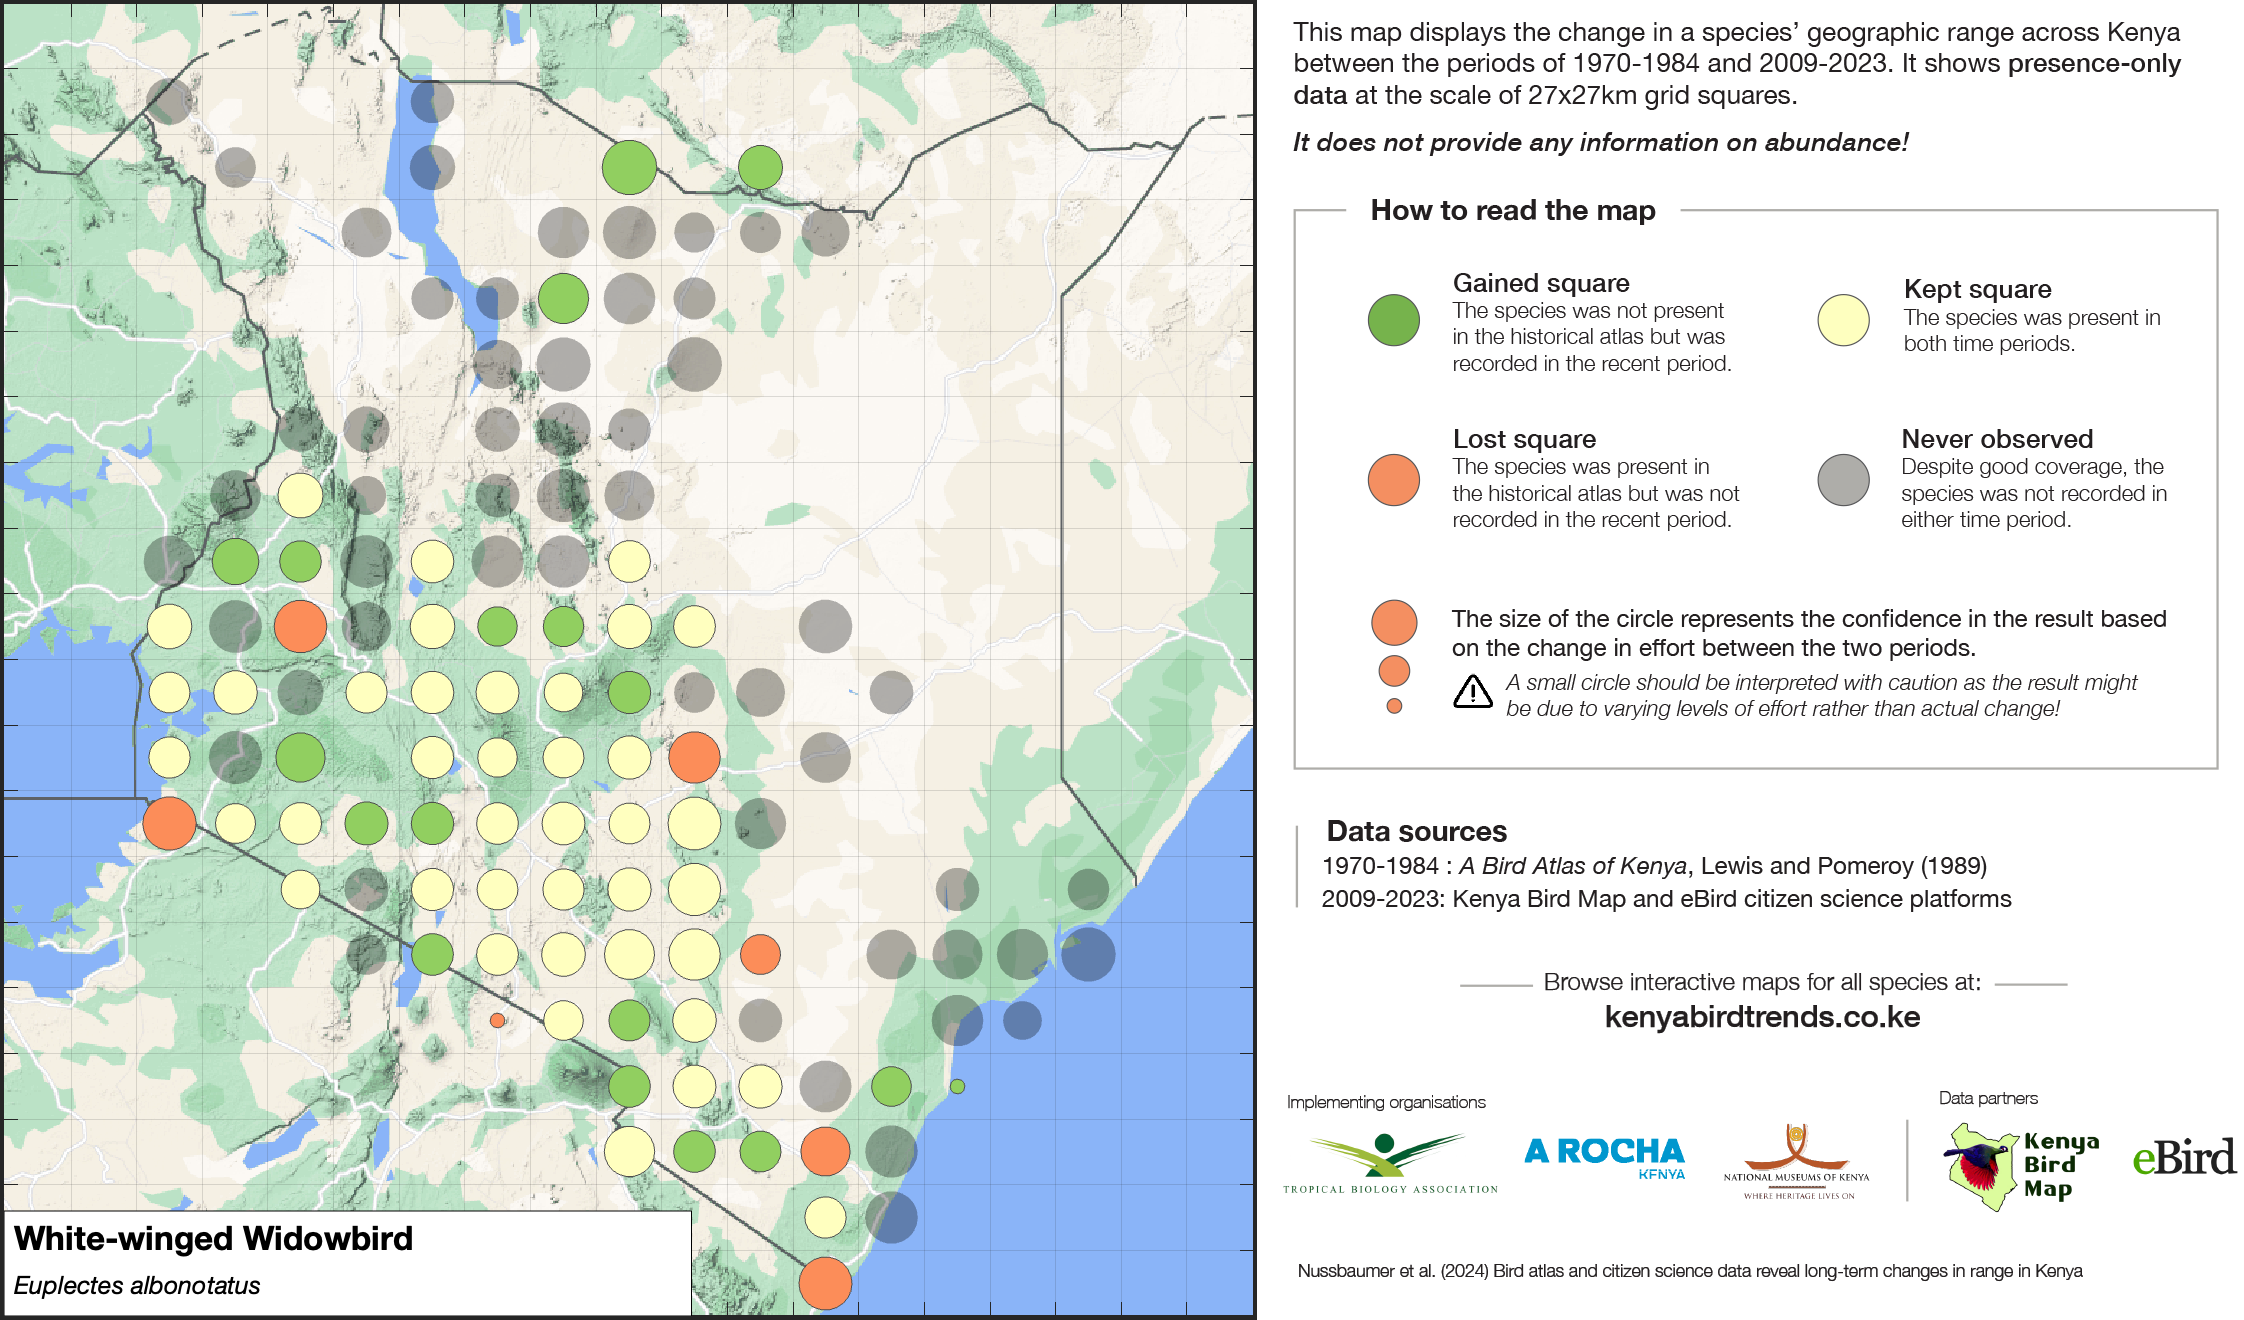 This map displays the change in a species’ geographic range across Kenya
between the periods of 1970-1984 and 2009-2023. It shows presence-only
data at the scale of 27x27km grid squares.
It does not provide any information on abundance!
How to read the map
Gained square
The species was not present
in the historical atlas but was
recorded in the recent period.
Kept square
The species was present in
both time periods.
Lost square
The species was present in
the historical atlas but was not
recorded in the recent period.
Never observed
Despite good coverage, the
species was not recorded in
either time period.
The size of the circle represents the confidence in the result based
on the change in effort between the two periods.
A small circle should be interpreted with caution as the result might
be due to varying levels of effort rather than actual change!
Data sources
1970-1984 : A Bird Atlas of Kenya, Lewis and Pomeroy (1989)
2009-2023: Kenya Bird Map and eBird citizen science platforms
Browse interactive maps for all species at:
kenyabirdtrends.co.ke
Implementing organisations
Data partners
TROPICAL BIOLOGY ASSOCIATION
A ROCHA
KENYA
NATIONAL MUSEUMS OF KENYA
WHERE HERITAGE LIVES ON
Kenya
Bird
Map
eBird
White-winged Widowbird
Euplectes albonotatus
Nussbaumer et al. (2024) Bird atlas and citizen science data reveal long-term changes in range in Kenya